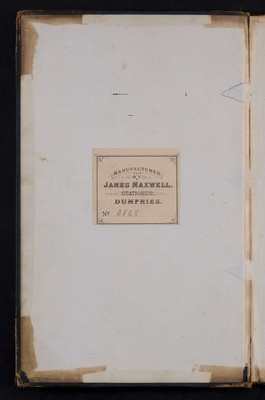 MANUFACTURED
BY
JAMES MAXWELL,
STATIONER,
DUMFRIES.
No